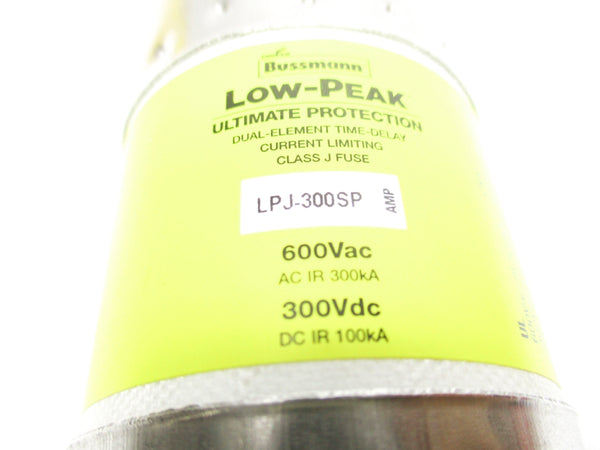 Bussmann
LOW-PEAK
ULTIMATE PROTECTION
DUAL-ELEMENT TIME-DELAY
CURRENT LIMITING
CLASS J FUSE
LPJ-300SP AMP
600Vac
AC IR 300kA
300Vdc
DC IR 100kA
UL